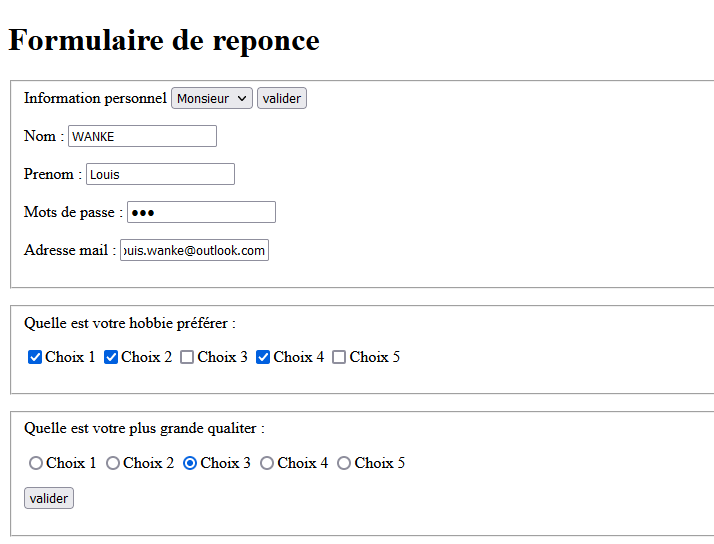 Formulaire de reponce
Information personnel Monsieur valider
Nom : WANKE
Prenom : Louis
Mots de passe : ●●●
Adresse mail : ouis.wanke@outlook.com
Quelle est votre hobbie préférer :
Choix 1 Choix 2 Choix 3 Choix 4 Choix 5
Quelle est votre plus grande qualiter :
Choix 1 Choix 2 Choix 3 Choix 4 Choix 5
valider